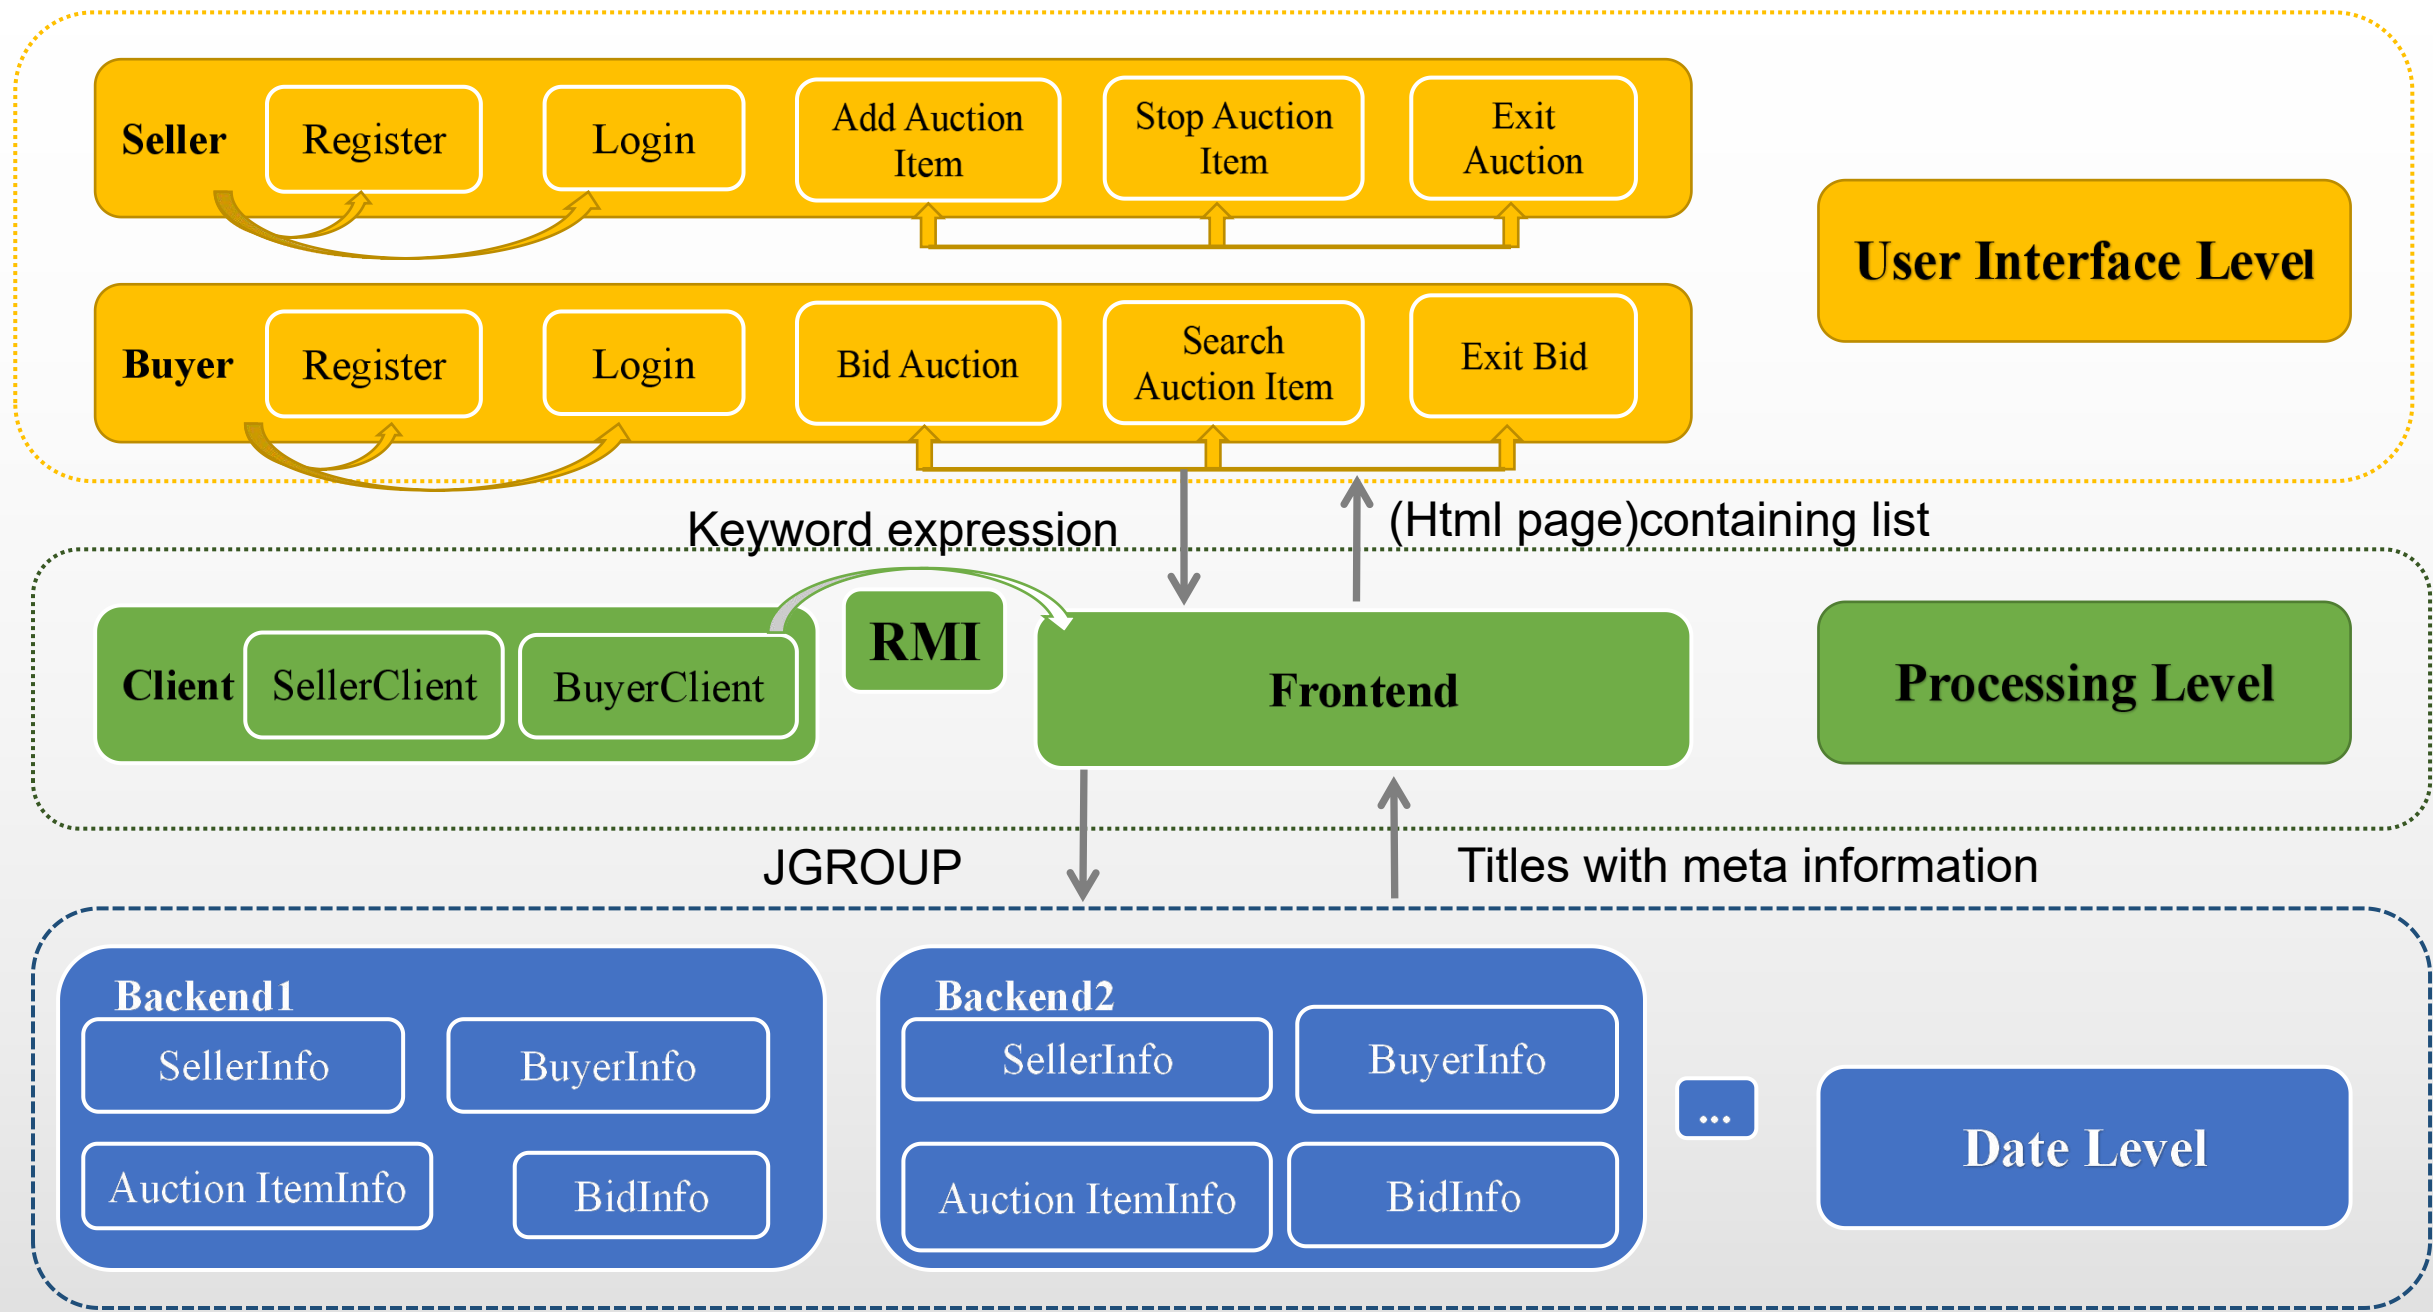 Seller
Register
Login
Add Auction
Item
Stop Auction
Item
Exit
Auction
User Interface Level
Buyer
Register
Login
Bid Auction
Search
Auction Item
Exit Bid
Keyword expression
(Html page)containing list
Client
SellerClient
BuyerClient
RMI
Frontend
Processing Level
JGROUP
Titles with meta information
Backend1
SellerInfo
BuyerInfo
Auction ItemInfo
BidInfo
Backend2
SellerInfo
BuyerInfo
Auction ItemInfo
BidInfo
...
Date Level